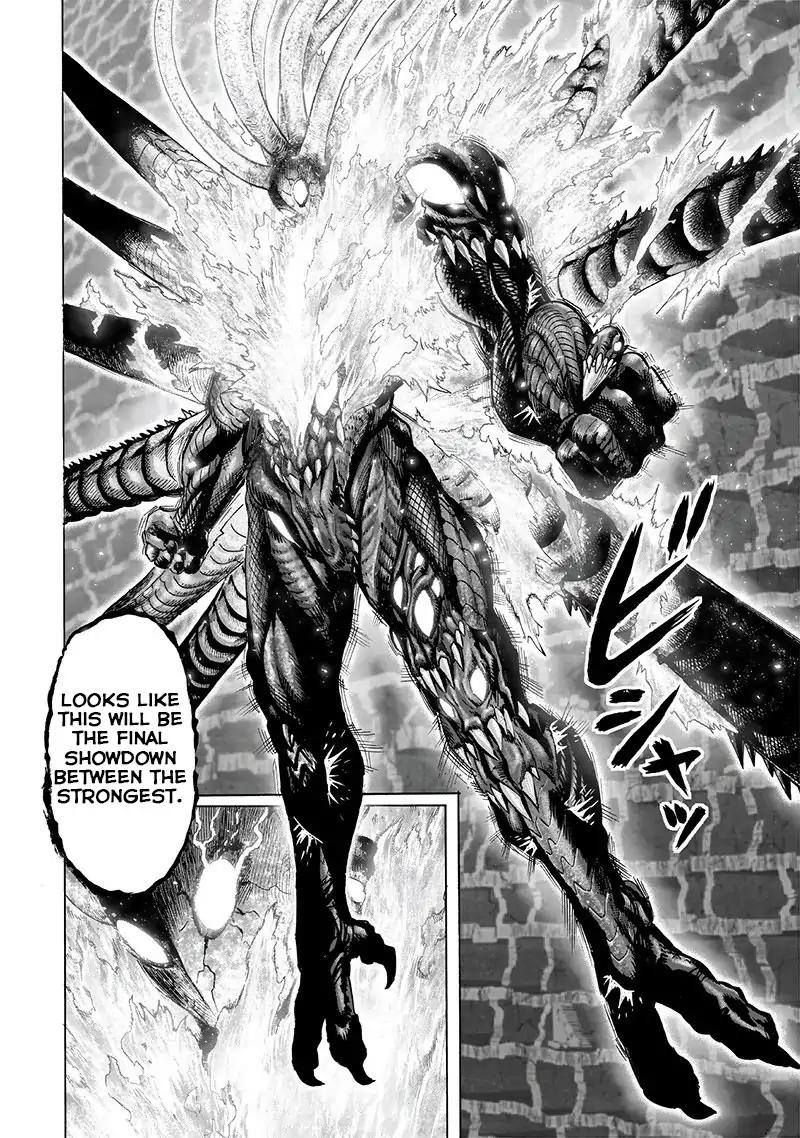 LOOKS LIKE
THIS WILL BE
THE FINAL
SHOWDOWN
BETWEEN THE
STRONGEST.
ビシャッ